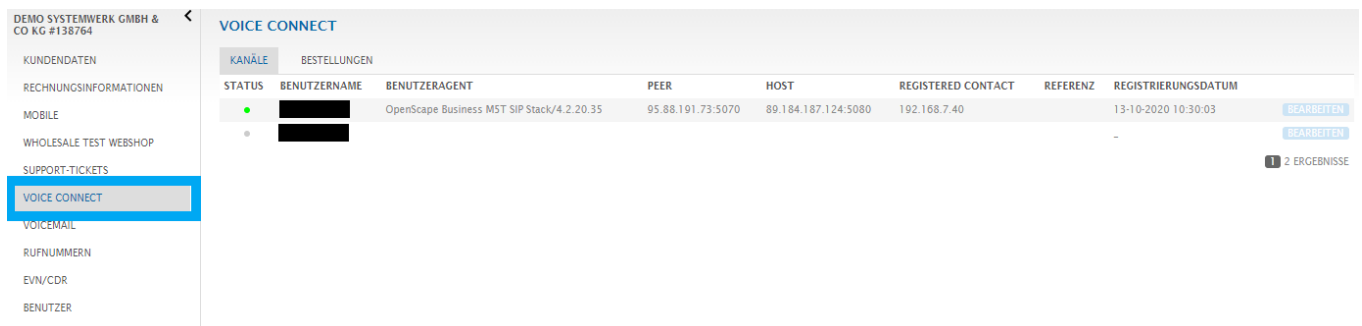 DEMO SYSTEMWERK GMBH &
CO KG #138764
KUNDENDATEN
RECHNUNGSINFORMATIONEN
MOBILE
WHOLESALE TEST WEBSHOP
SUPPORT-TICKETS
VOICE CONNECT
VOICEMAIL
RUFNUMMERN
EVN/CDR
BENUTZER
VOICE CONNECT
KANÄLE BESTELLUNGEN
STATUS BENUTZERNAME BENUTZERAGENT PEER HOST REGISTERED CONTACT REFERENZ REGISTRIERUNGSDATUM
OpenScape Business M5T SIP Stack/4.2.20.35 95.88.191.73:5070 89.184.187.124:5080 192.168.7.40 13-10-2020 10:30:03 BEARBEITEN
- BEARBEITEN
1 2 ERGEBNISSE